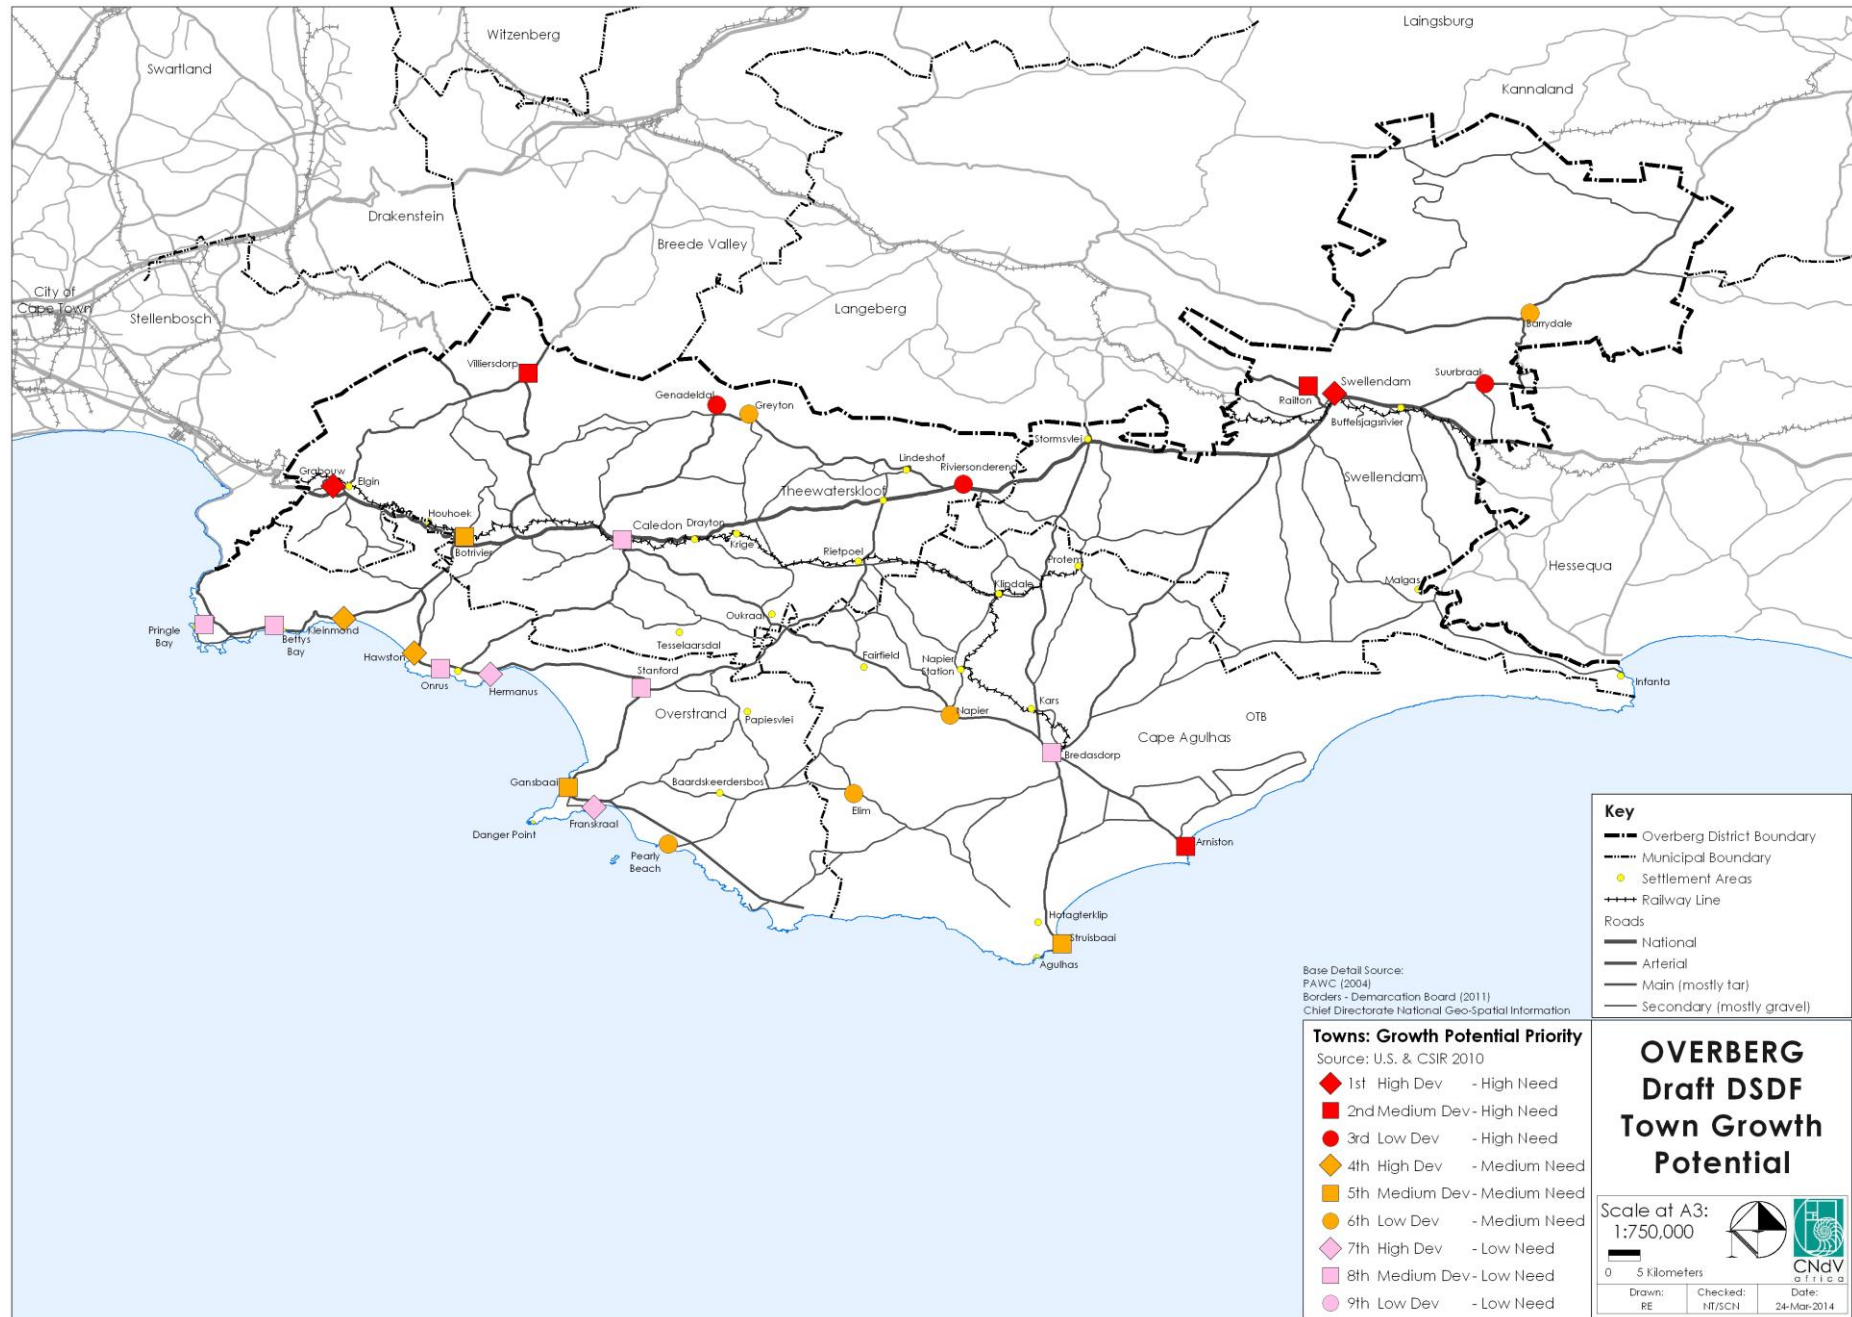 Laingsburg
Witzenberg
Swartland
Kannaland
Drakenstein
Breede Valley
City of
Cape Town
Stellenbosch
Langeberg
Barrydale
Villiersdorp
Suurbraak
Swellendam
Railton
Genadeldal
Greyton
Buffelsjagsrivier
Stormsvlei
Lindeshof
Riviersonderend
Grabouw
Elgin
Theewaterskloof
Swellendam
Houhoek
Caledon
Drayton
Krige
Botrivier
Rietpoel
Protem
Hessequa
Klipdale
Malgas
Oukraal
Pringle
Bay
Bettys
Bay
Kleinmond
Tesselaarsdal
Hawston
Fairfield
Napier
Station
Stanford
Onrus
Hermanus
Infanta
Overstrand
Papiesvlei
Napier
Kars
OTB
Cape Agulhas
Bredasdorp
Gansbaai
Baardskeerdersbos
Elim
Franskraal
Danger Point
Arniston
Pearly
Beach
Hotagterklip
Struisbaai
Agulhas
Key
Overberg District Boundary
Municipal Boundary
Settlement Areas
Railway Line
Roads
National
Arterial
Main (mostly tar)
Secondary (mostly gravel)
Base Detail Source:
PAWC (2004)
Borders - Demarcation Board (2011)
Chief Directorate National Geo-Spatial Information
Towns: Growth Potential Priority
Source: U.S. & CSIR 2010
1st High Dev - High Need
2nd Medium Dev - High Need
3rd Low Dev - High Need
4th High Dev - Medium Need
5th Medium Dev - Medium Need
6th Low Dev - Medium Need
7th High Dev - Low Need
8th Medium Dev - Low Need
9th Low Dev - Low Need
OVERBERG
Draft DSDF
Town Growth
Potential
Scale at A3:
1:750,000
0 5 Kilometers
N
CNdV
africa
Drawn:
RE
Checked:
NT/SCN
Date:
24-Mar-2014